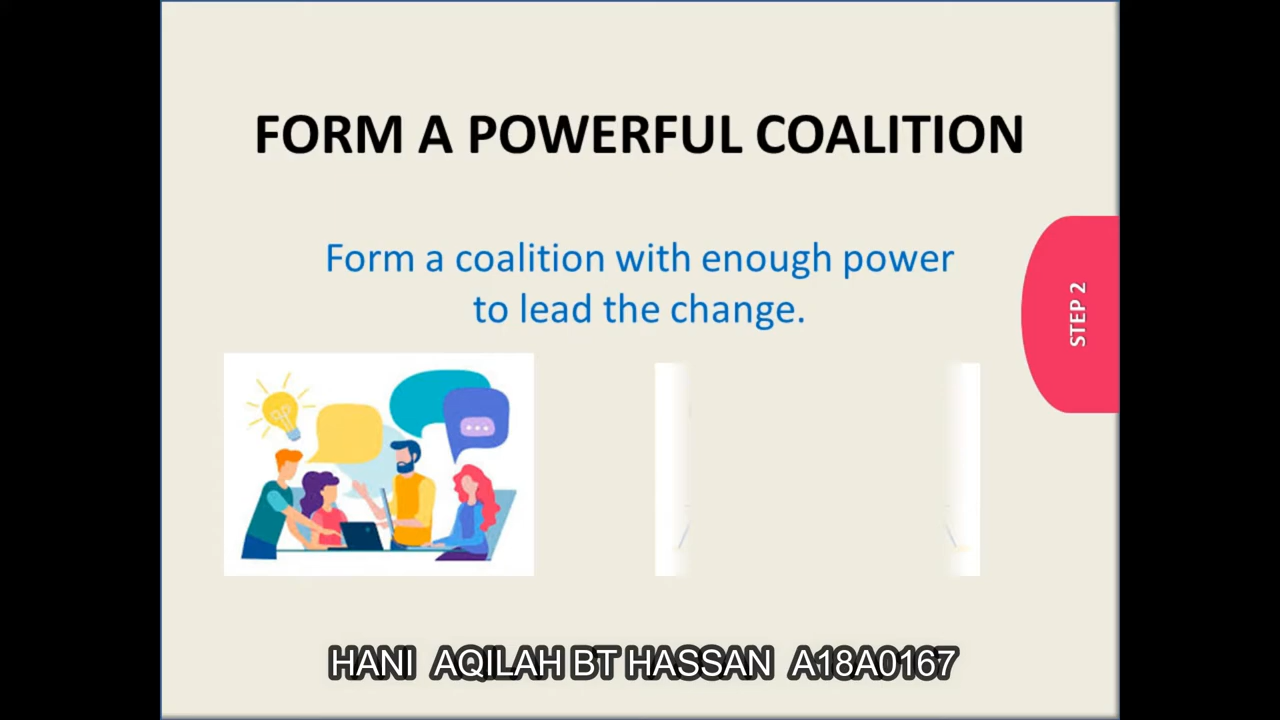 FORM A POWERFUL COALITION
Form a coalition with enough power
to lead the change.
STEP 2
HANI AQILAH BT HASSAN A18A0167